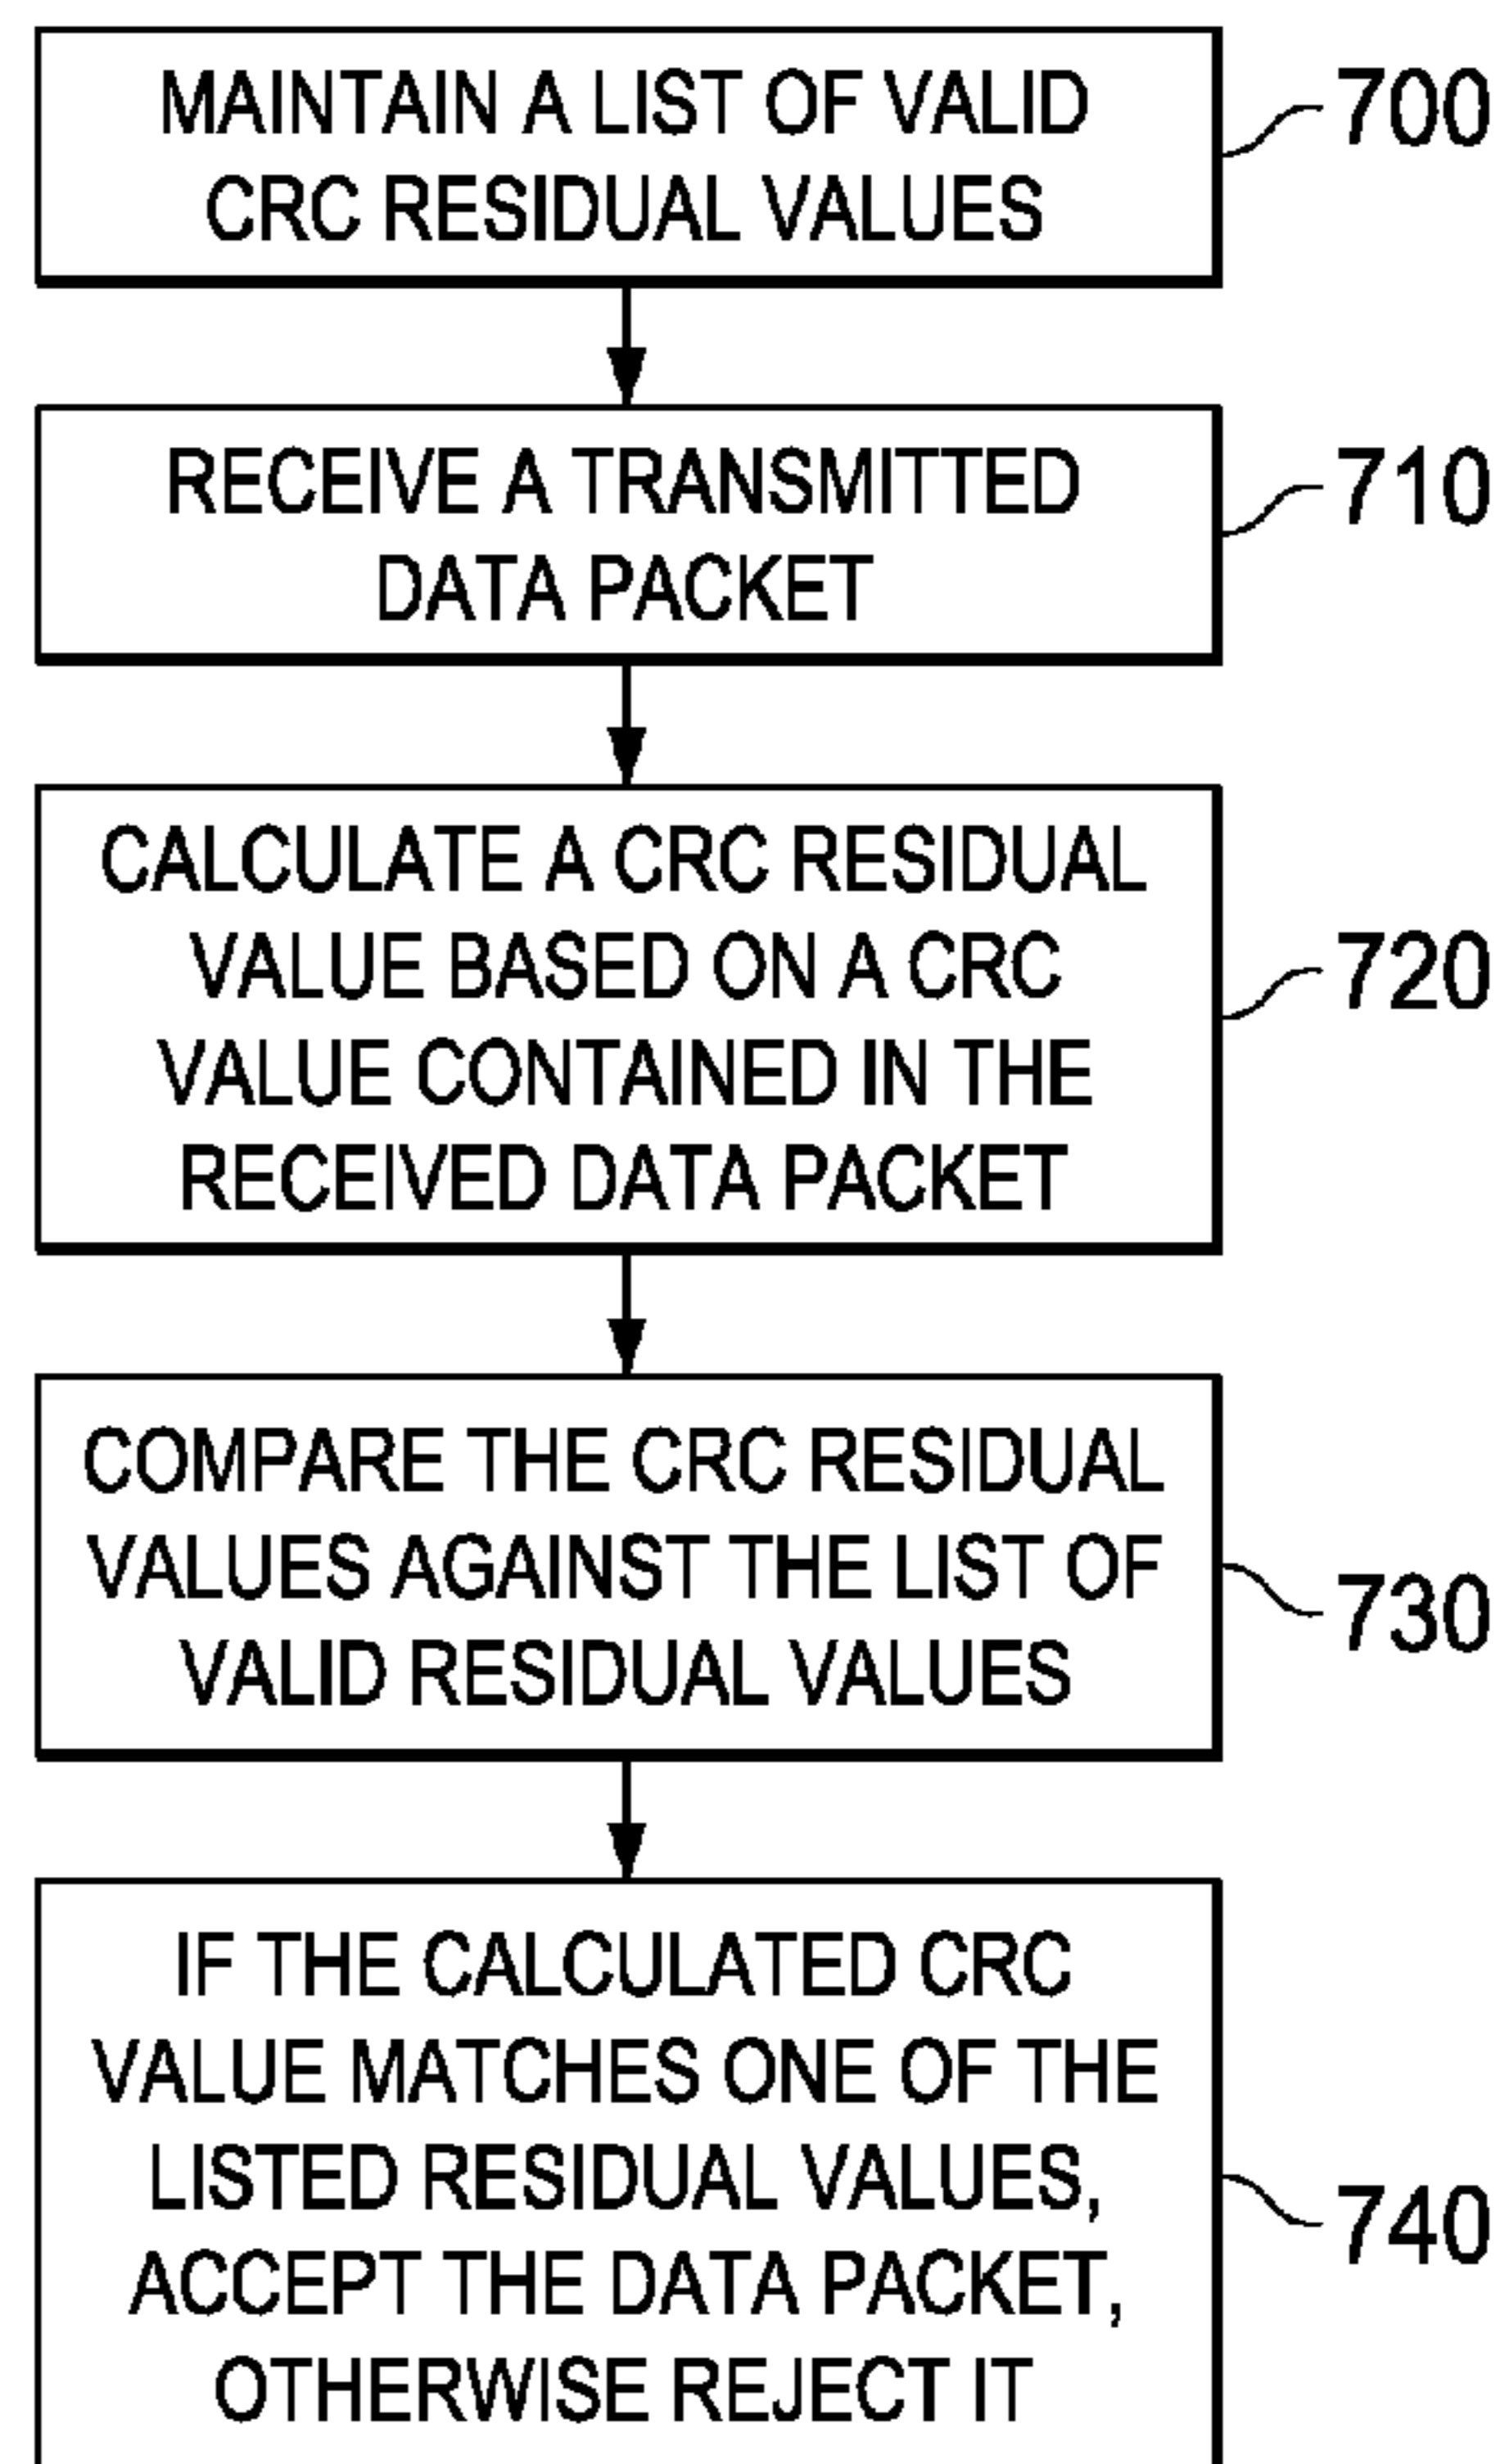 MAINTAIN A LIST OF VALID
CRC RESIDUAL VALUES
700
RECEIVE A TRANSMITTED
DATA PACKET
710
CALCULATE A CRC RESIDUAL
VALUE BASED ON A CRC
VALUE CONTAINED IN THE
RECEIVED DATA PACKET
720
COMPARE THE CRC RESIDUAL
VALUES AGAINST THE LIST OF
VALID RESIDUAL VALUES
730
IF THE CALCULATED CRC
VALUE MATCHES ONE OF THE
LISTED RESIDUAL VALUES,
ACCEPT THE DATA PACKET,
OTHERWISE REJECT IT
740